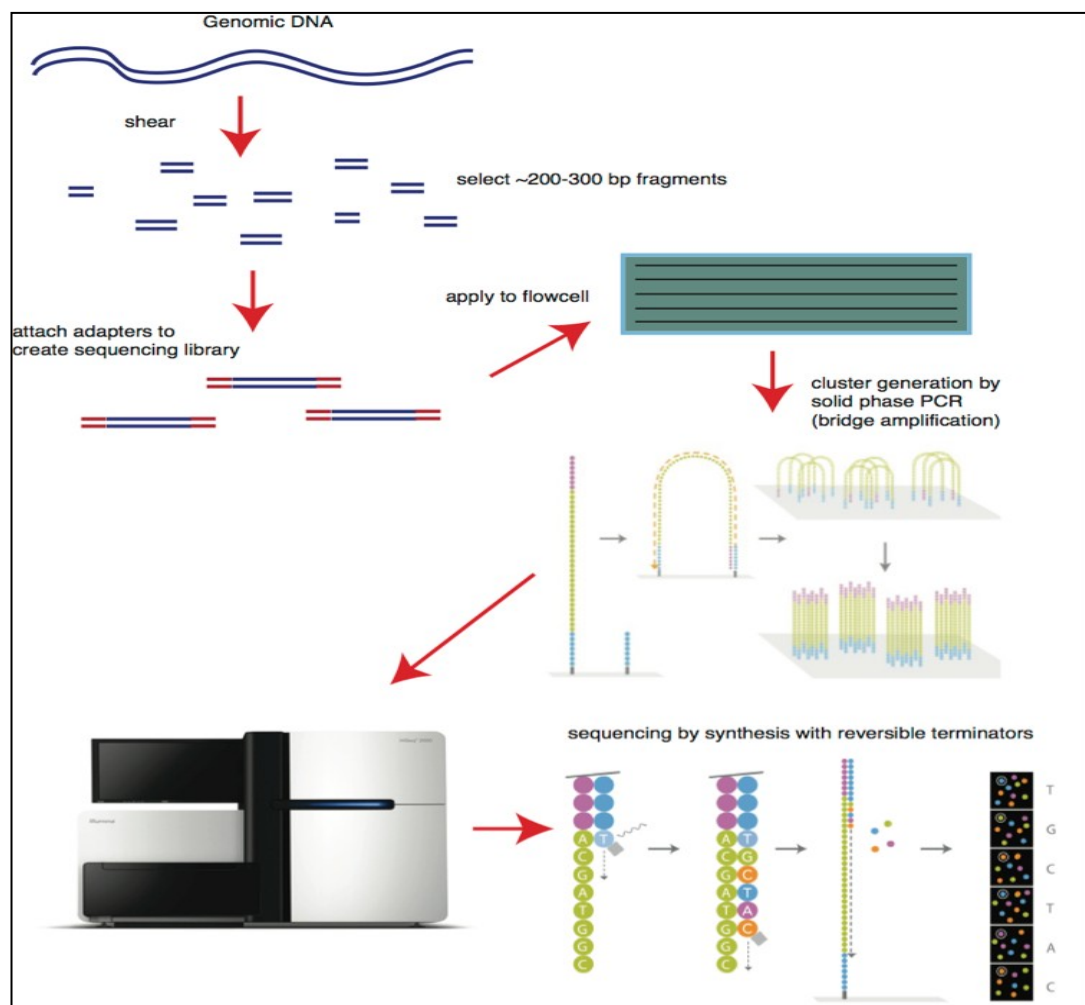 Genomic DNA
shear
select ~200-300 bp fragments
apply to flowcell
attach adapters to
create sequencing library
cluster generation by
solid phase PCR
(bridge amplification)
sequencing by synthesis with reversible terminators
illumina
A T
C
G
A
T
G
G
C
A T
C G
G C
A T
T A
G C
G
C
T
G
C
T
A
C